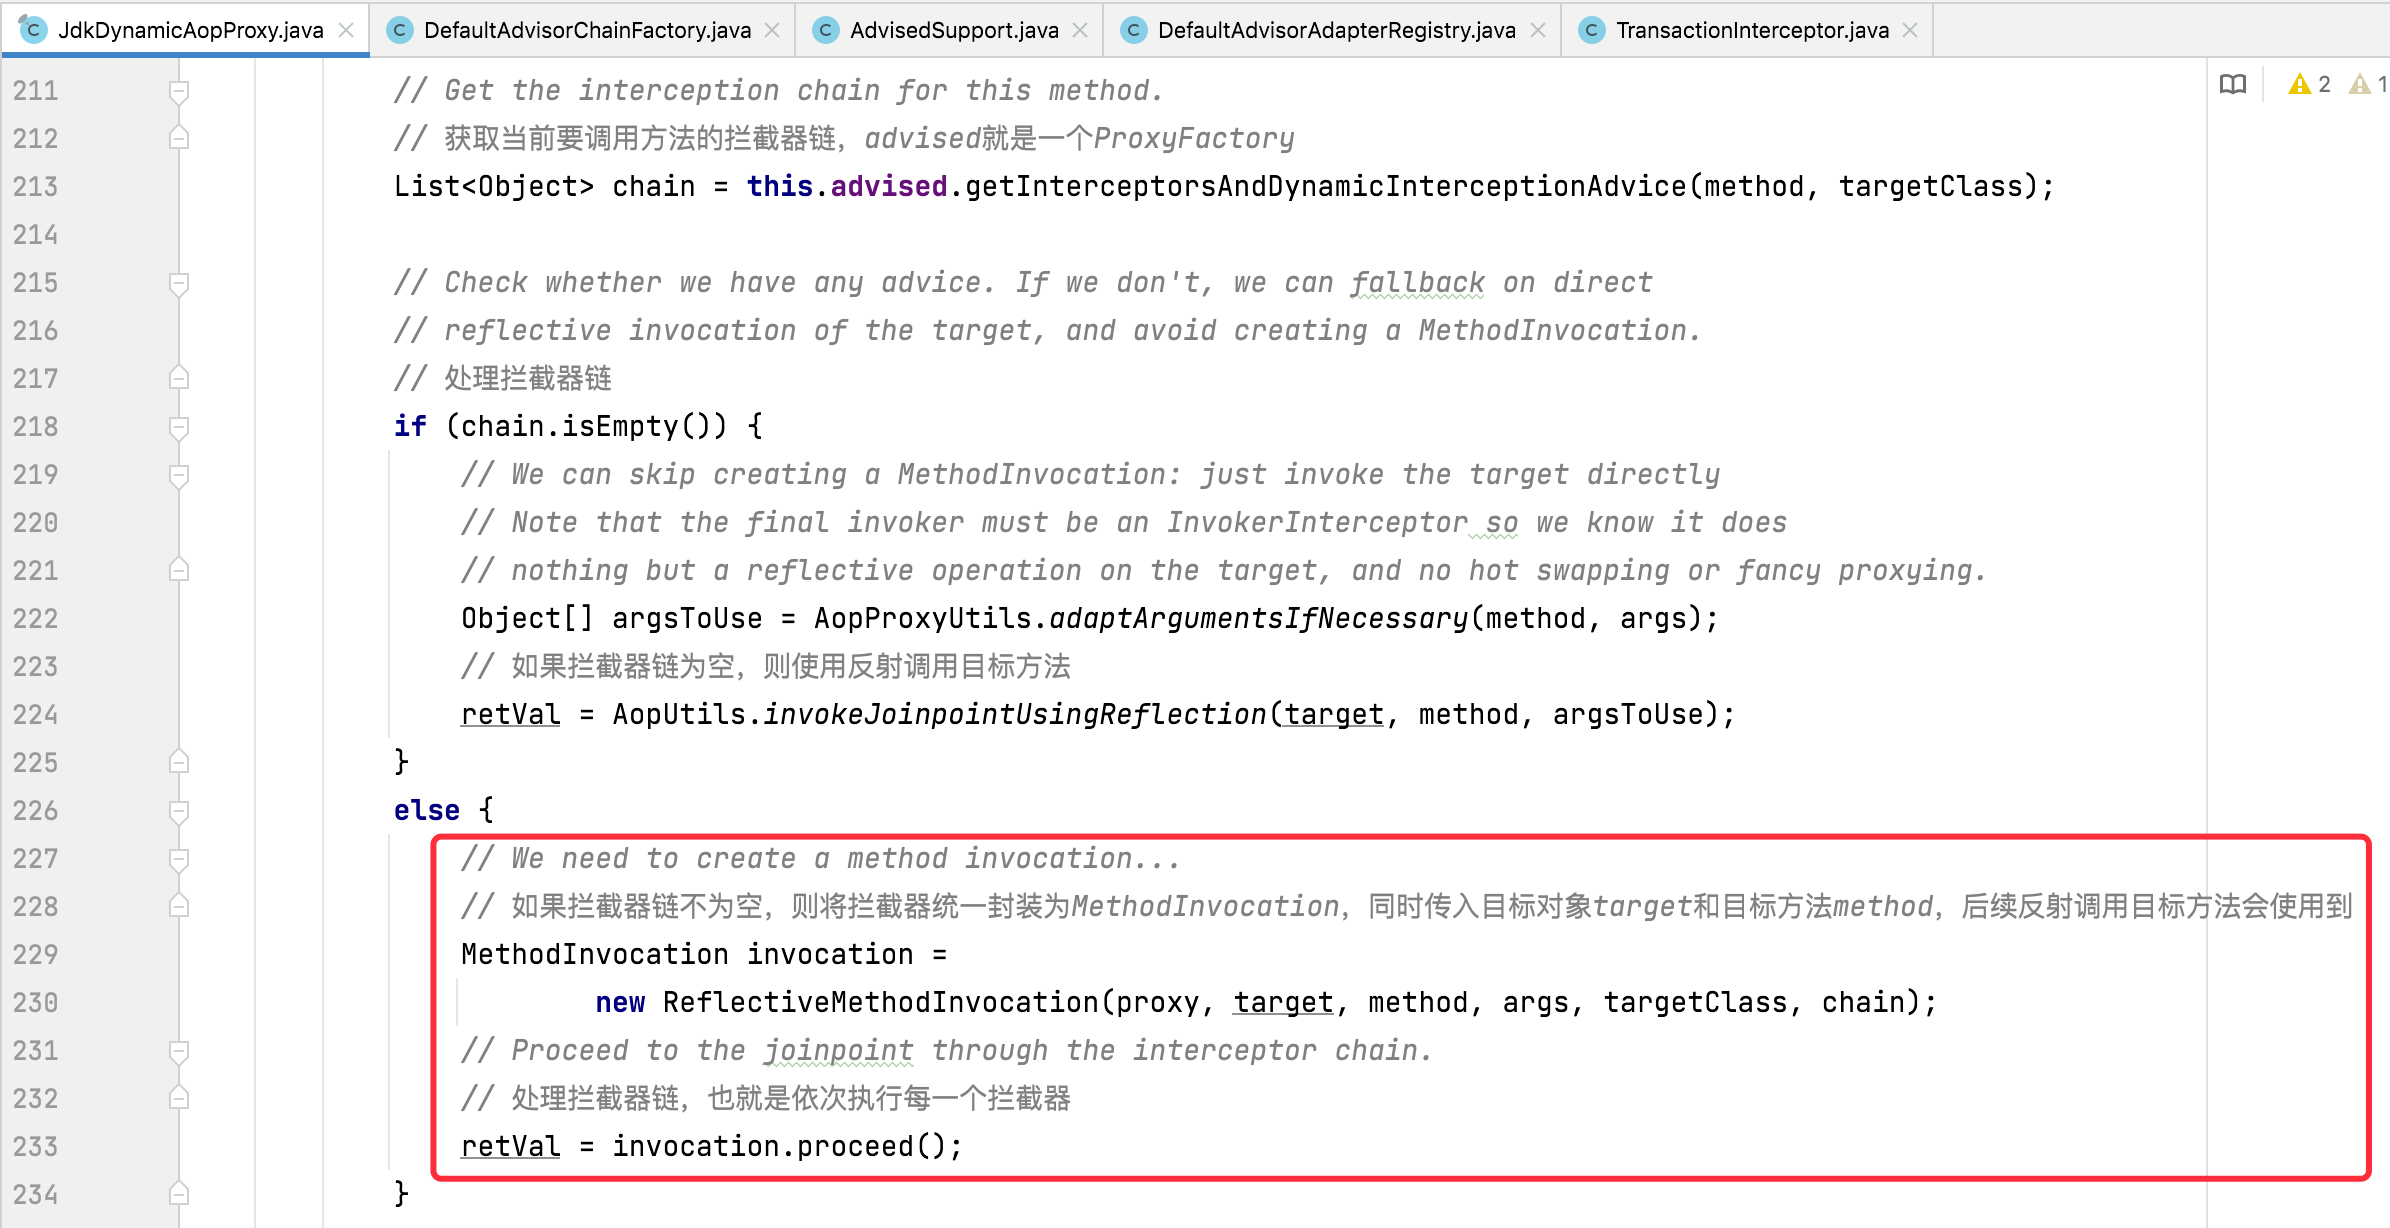 JdkDynamicAopProxy.java DefaultAdvisorChainFactory.java AdvisedSupport.java DefaultAdvisorAdapterRegistry.java TransactionInterceptor.java
2 1
211 // Get the interception chain for this method.
212 // 获取当前要调用方法的拦截器链，advised就是一个ProxyFactory
213 List<Object> chain = this.advised.getInterceptorsAndDynamicInterceptionAdvice(method, targetClass);
214
215 // Check whether we have any advice. If we don't, we can fallback on direct
216 // reflective invocation of the target, and avoid creating a MethodInvocation.
217 // 处理拦截器链
218 if (chain.isEmpty()) {
219 // We can skip creating a MethodInvocation: just invoke the target directly
220 // Note that the final invoker must be an InvokerInterceptor so we know it does
221 // nothing but a reflective operation on the target, and no hot swapping or fancy proxying.
222 Object[] argsToUse = AopProxyUtils.adaptArgumentsIfNecessary(method, args);
223 // 如果拦截器链为空，则使用反射调用目标方法
224 retVal = AopUtils.invokeJoinpointUsingReflection(target, method, argsToUse);
225 }
226 else {
227 // We need to create a method invocation...
228 // 如果拦截器链不为空，则将拦截器统一封装为MethodInvocation，同时传入目标对象target和目标方法method，后续反射调用目标方法会使用到
229 MethodInvocation invocation =
230 new ReflectiveMethodInvocation(proxy, target, method, args, targetClass, chain);
231 // Proceed to the joinpoint through the interceptor chain.
232 // 处理拦截器链，也就是依次执行每一个拦截器
233 retVal = invocation.proceed();
234 }